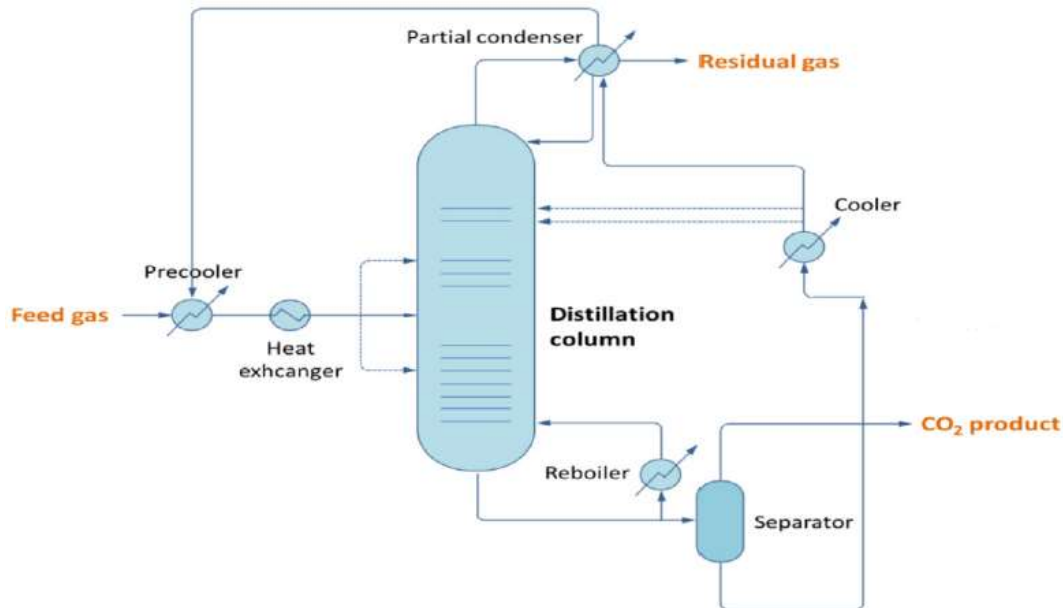 Partial condenser
Residual gas
Cooler
Precooler
Feed gas
Heat
exhcanger
Distillation
column
CO₂ product
Reboiler
Separator